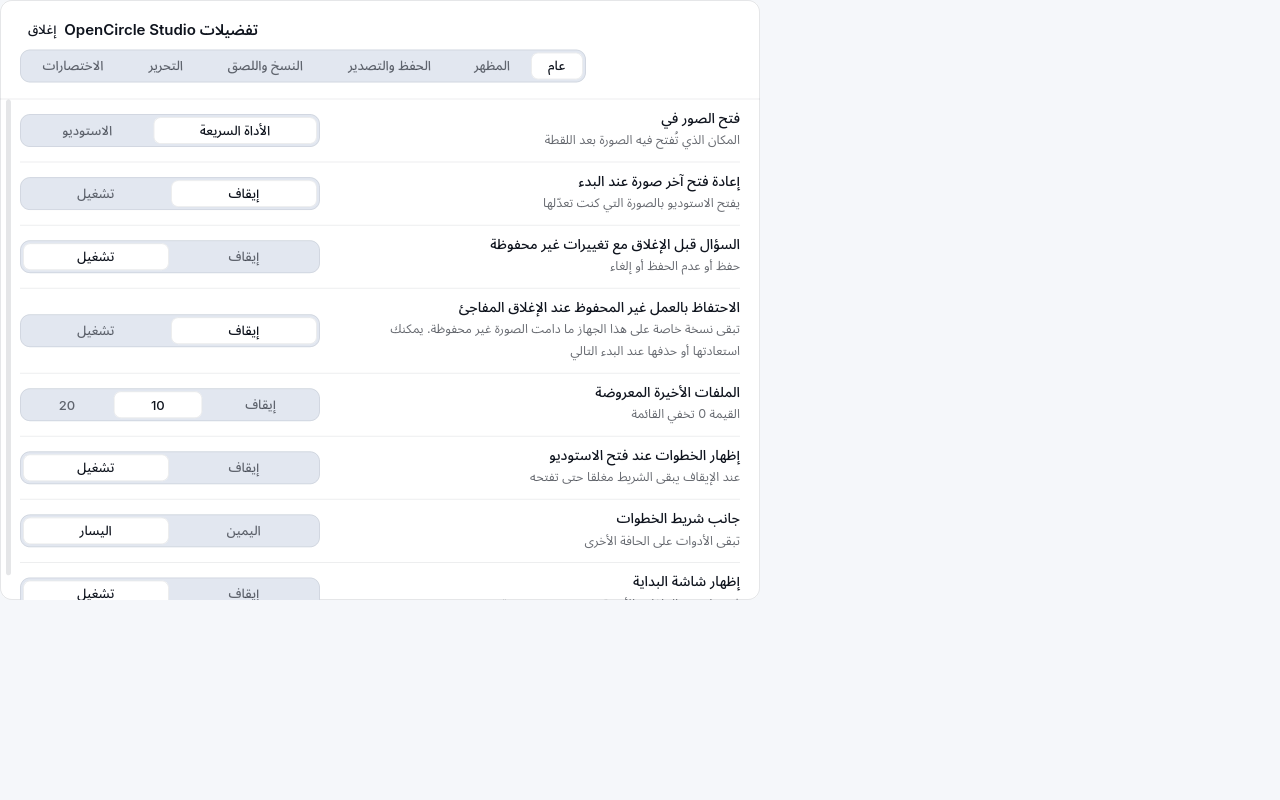 تفضيلات OpenCircle Studio
إغلاق
عام
المظهر
الحفظ والتصدير
النسخ واللصق
التحرير
الاختصارات
فتح الصور في
المكان الذي تُفتح فيه الصورة بعد اللقطة
الأداة السريعة
الاستوديو
إعادة فتح آخر صورة عند البدء
يفتح الاستوديو بالصورة التي كنت تعدّلها
إيقاف
تشغيل
السؤال قبل الإغلاق مع تغييرات غير محفوظة
حفظ أو عدم الحفظ أو إلغاء
إيقاف
تشغيل
الاحتفاظ بالعمل غير المحفوظ عند الإغلاق المفاجئ
تبقى نسخة خاصة على هذا الجهاز ما دامت الصورة غير محفوظة. يمكنك
استعادتها أو حذفها عند البدء التالي
إيقاف
تشغيل
الملفات الأخيرة المعروضة
القيمة 0 تخفي القائمة
إيقاف
10
20
إظهار الخطوات عند فتح الاستوديو
عند الإيقاف يبقى الشريط مغلقا حتى تفتحه
إيقاف
تشغيل
جانب شريط الخطوات
تبقى الأدوات على الحافة الأخرى
اليمين
اليسار
إظهار شاشة البداية
إيقاف
تشغيل